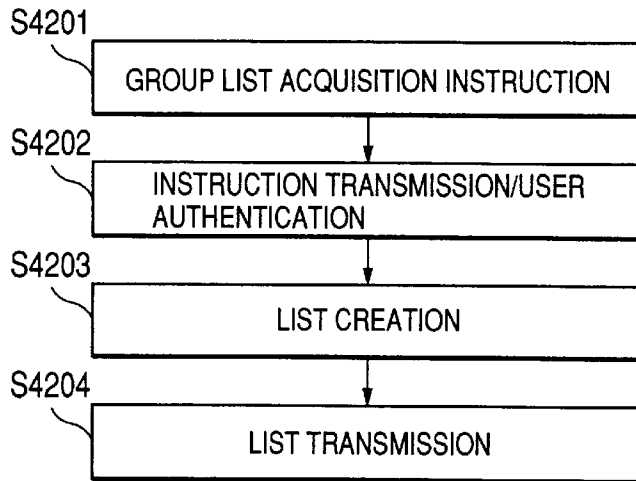 S4201
GROUP LIST ACQUISITION INSTRUCTION
S4202
INSTRUCTION TRANSMISSION/USER
AUTHENTICATION
S4203
LIST CREATION
S4204
LIST TRANSMISSION